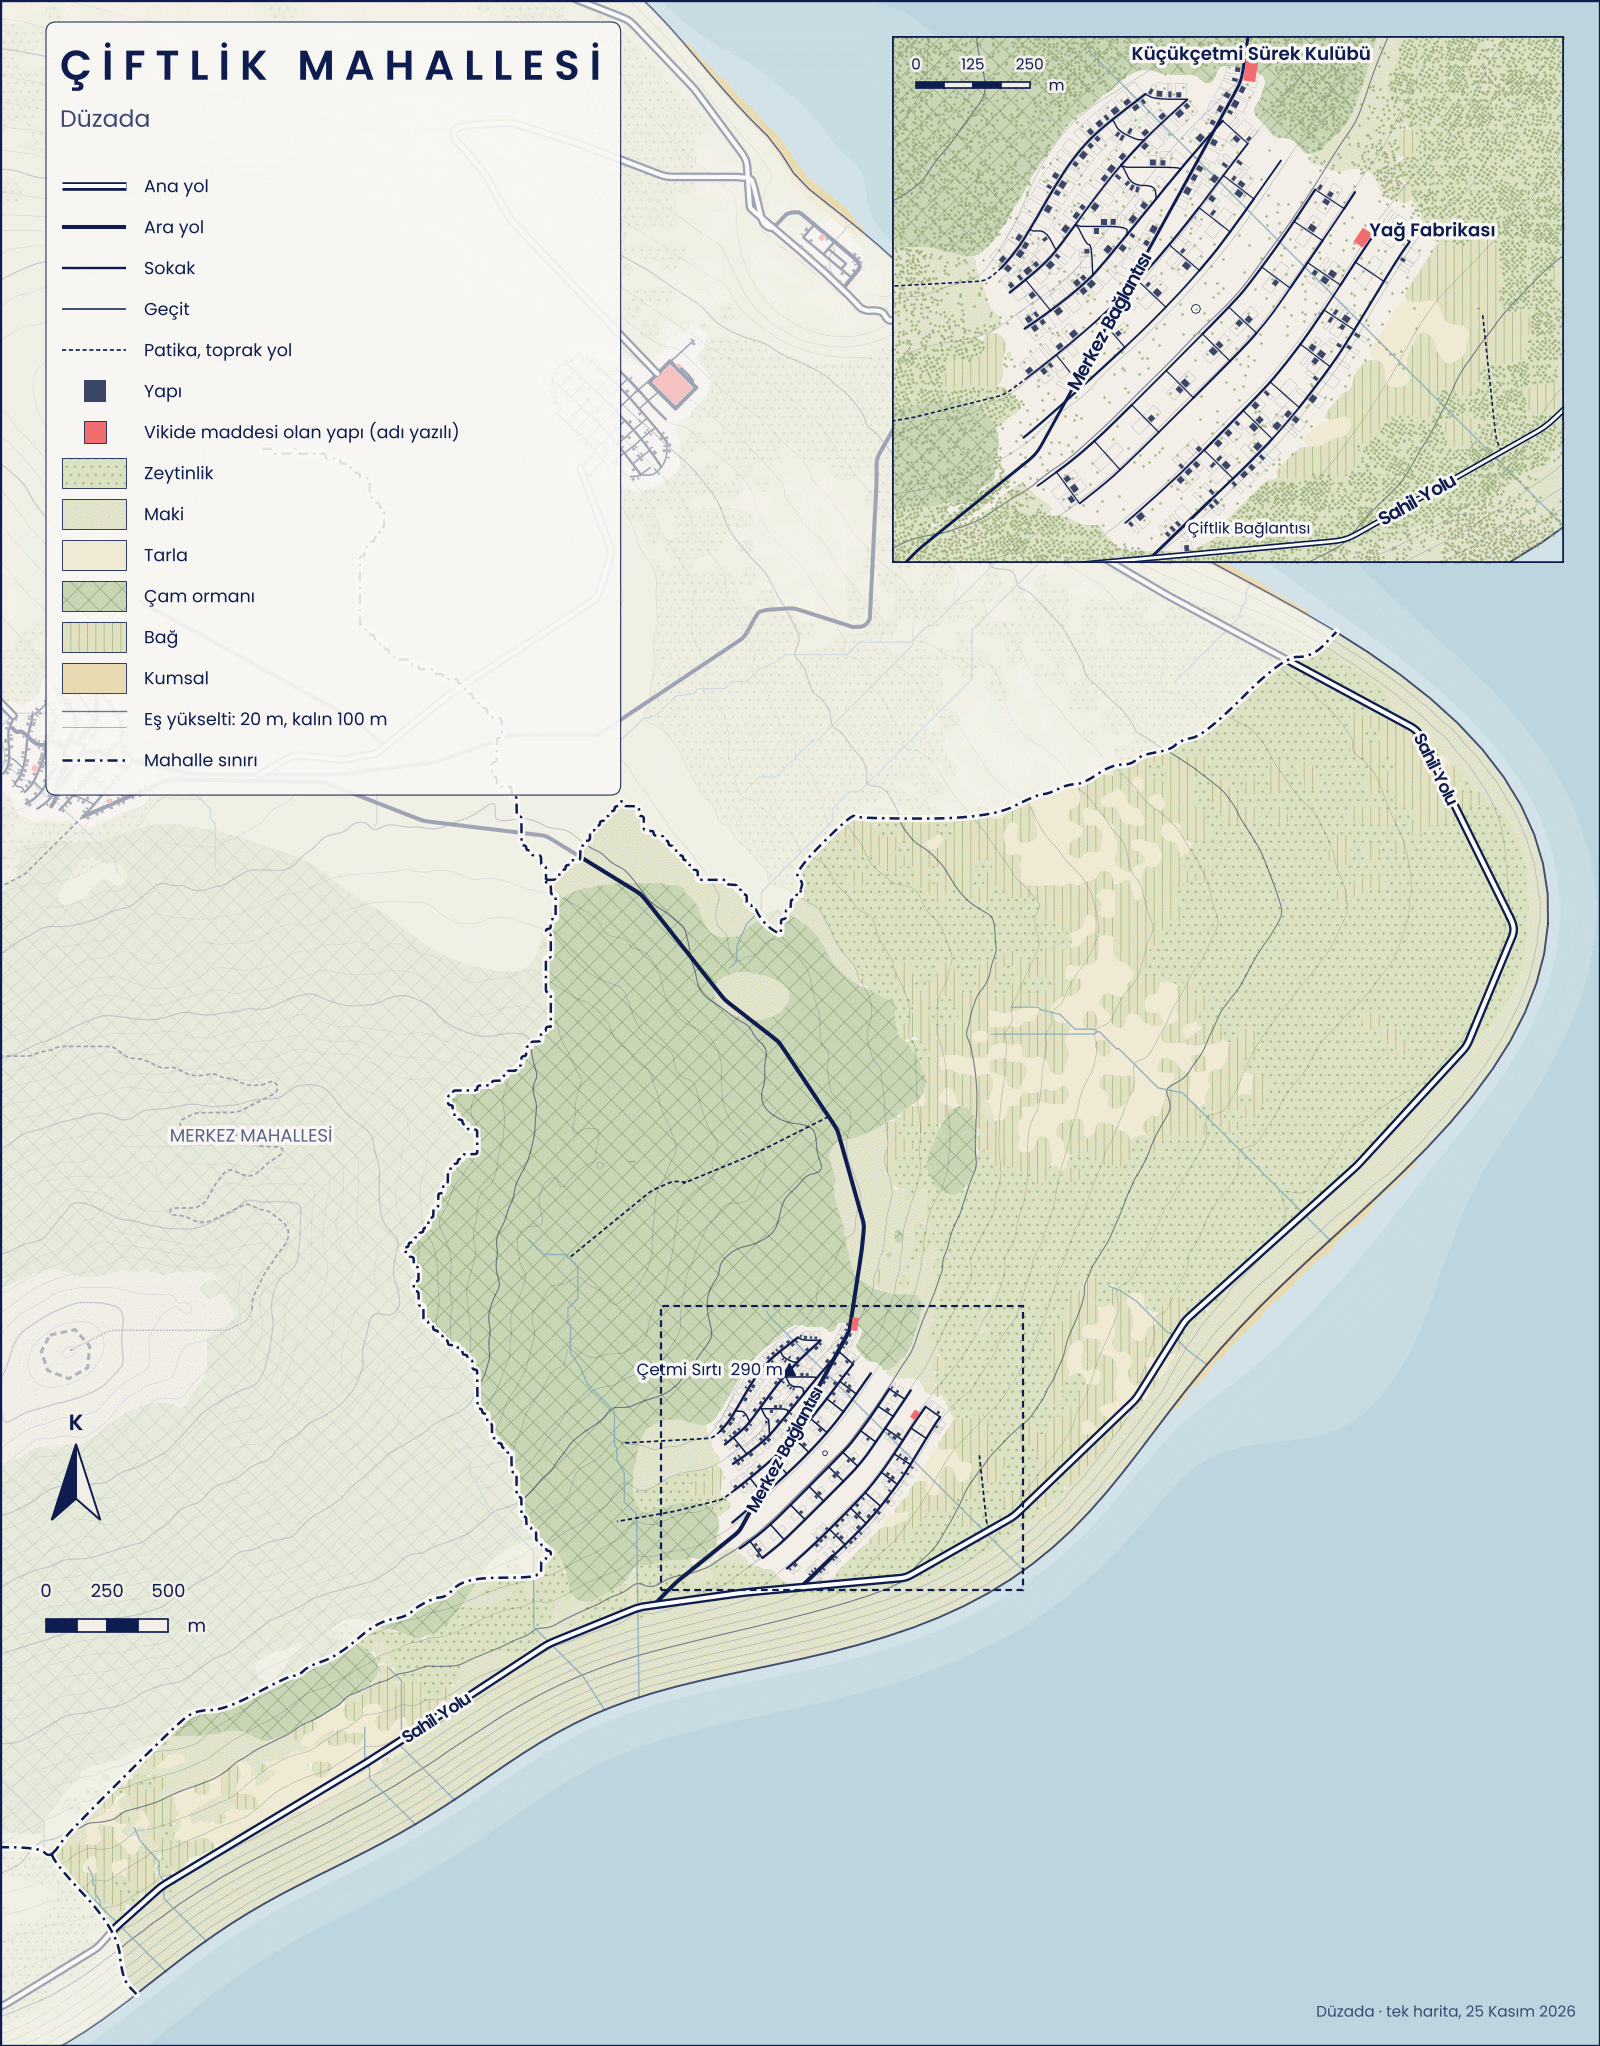 ÇİFTLİK MAHALLESİ
Düzada
Ana yol
Ara yol
Sokak
Geçit
Patika, toprak yol
Yapı
Vikide maddesi olan yapı (adı yazılı)
Zeytinlik
Maki
Tarla
Çam ormanı
Bağ
Kumsal
Eş yükselti: 20 m, kalın 100 m
Mahalle sınırı
0 125 250
m
Küçükçetmi Sürek Kulübü
Yağ Fabrikası
Merkez Bağlantısı
Sahil Yolu
Çiftlik Bağlantısı
Sahil Yolu
MERKEZ MAHALLESİ
Çetmi Sırtı 290 m
Merkez Bağlantısı
K
0 250 500
m
Sahil Yolu
Düzada · tek harita, 25 Kasım 2026